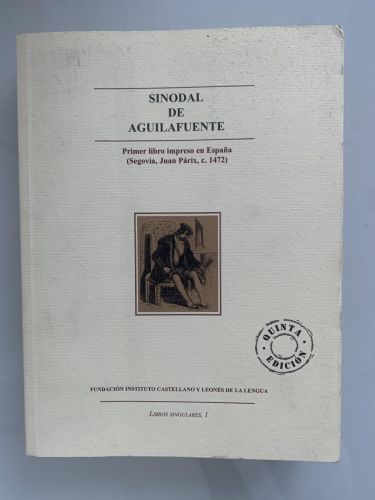 SINODAL
DE
AGUILAFUENTE
Primer libro impreso en España
(Segovia, Juan Párix, c. 1472)
· QUINTA ·
EDICIÓN
FUNDACIÓN INSTITUTO CASTELLANO Y LEONÉS DE LA LENGUA
LIBROS SINGULARES, 1